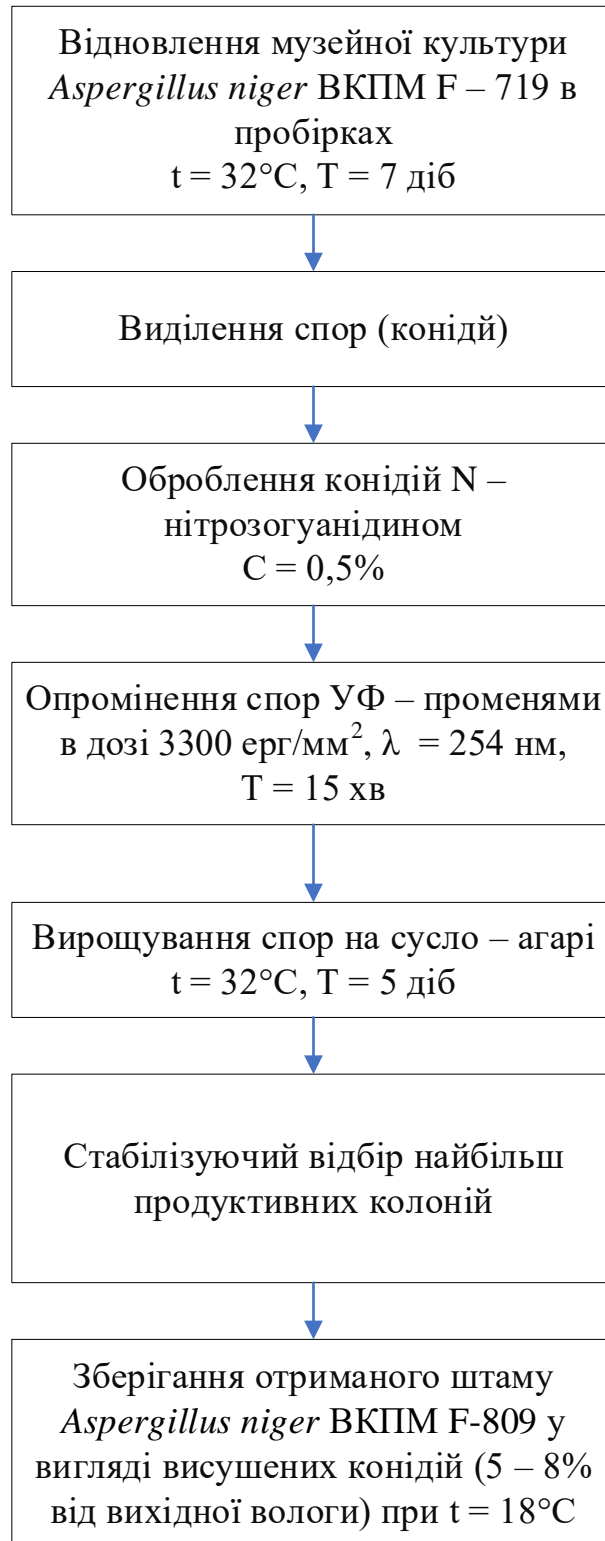 Відновлення музейної культури
Aspergillus niger ВКПМ F – 719 в
пробірках
t = 32°C, T = 7 діб
Виділення спор (конідй)
Оброблення конідій N –
нітрозогуанідином
C = 0,5%
Опромінення спор УФ – променями
в дозі 3300 ерг/мм², λ = 254 нм,
T = 15 хв
Вирощування спор на сусло – агарі
t = 32°C, T = 5 діб
Стабілізуючий відбір найбільш
продуктивних колоній
Зберігання отриманого штаму
Aspergillus niger ВКПМ F-809 у
вигляді висушених конідій (5 – 8%
від вихідної вологи) при t = 18°C